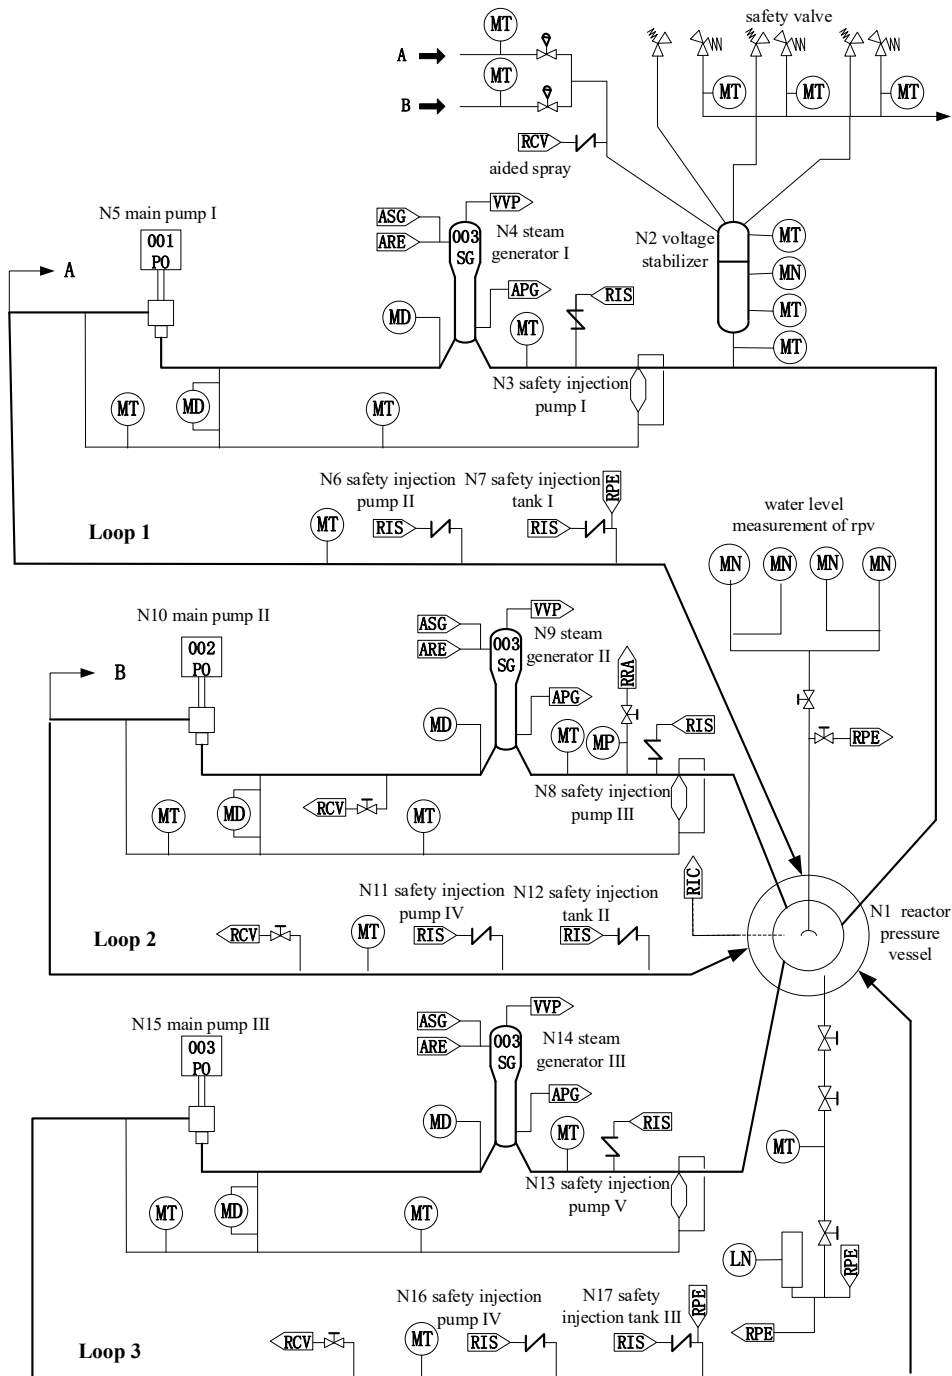 safety valve
MT
A
MT
B
MT
MT
MT
RCV
aided spray
N5 main pump I
001
PO
A
ASG
ARE
VVP
003
SG
N4 steam
generator I
APG
MD
MT
RIS
N2 voltage
stabilizer
MT
MN
MT
MT
N3 safety injection
pump I
MT
MD
MT
N6 safety injection
pump II
N7 safety injection
tank I
RPE
Loop 1
MT
RIS
RIS
water level
measurement of rpv
MN
MN
MN
MN
N10 main pump II
002
PO
B
ASG
ARE
VVP
003
SG
N9 steam
generator II
APG
RRA
MD
MT
MP
RIS
RPE
N8 safety injection
pump III
MT
MD
RCV
MT
RIC
N11 safety injection
pump IV
N12 safety injection
tank II
Loop 2
RCV
MT
RIS
RIS
N1 reactor
pressure
vessel
N15 main pump III
003
PO
ASG
ARE
VVP
003
SG
N14 steam
generator III
APG
MD
MT
RIS
MT
N13 safety injection
pump V
MT
MD
MT
LN
RPE
RPE
N16 safety injection
pump IV
N17 safety
injection tank III
RPE
Loop 3
RCV
MT
RIS
RIS